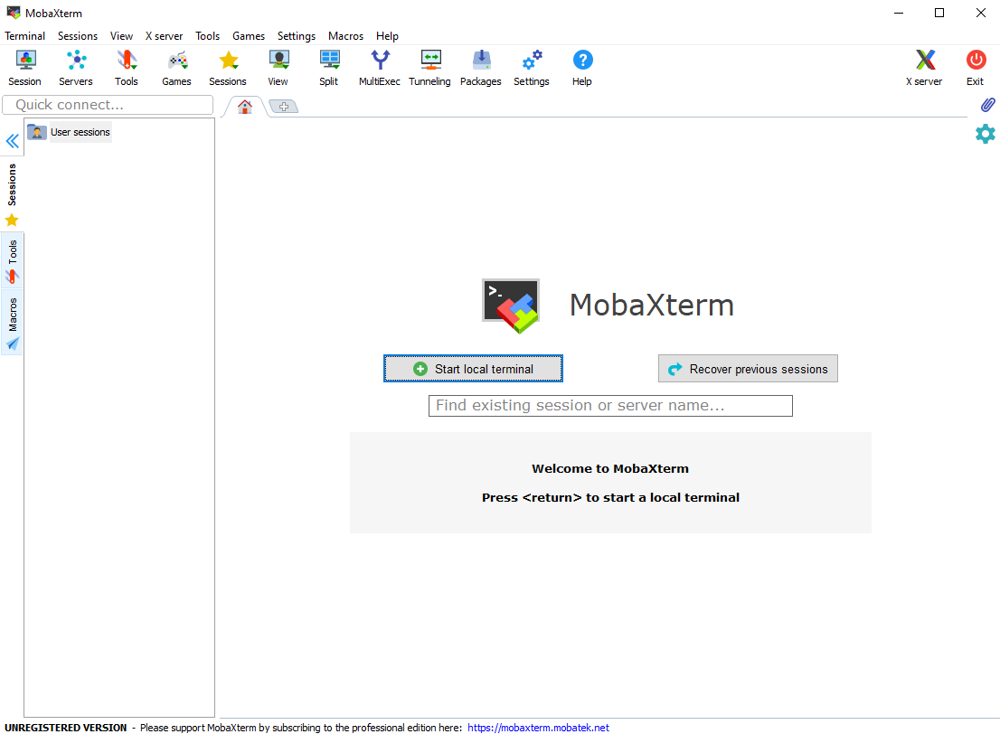 MobaXterm
Terminal Sessions View X server Tools Games Settings Macros Help
Session Servers Tools Games Sessions View Split MultiExec Tunneling Packages Settings Help X server Exit
Quick connect...
User sessions
Sessions
Tools
Macros
>_
MobaXterm
Start local terminal Recover previous sessions
Find existing session or server name...
Welcome to MobaXterm
Press <return> to start a local terminal
UNREGISTERED VERSION - Please support MobaXterm by subscribing to the professional edition here: https://mobaxterm.mobatek.net